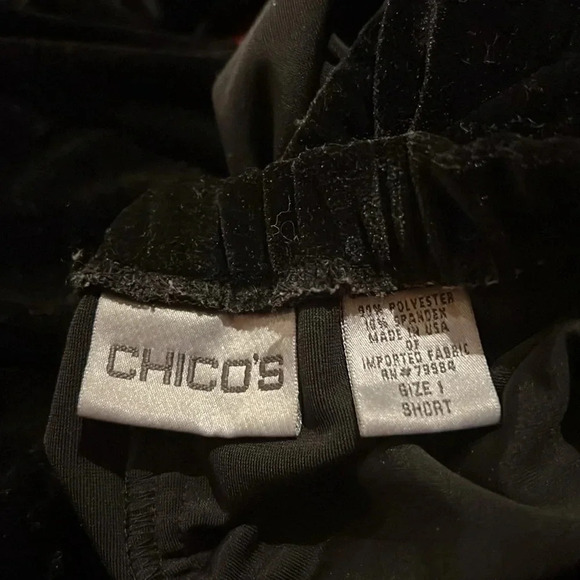 CHICO'S
90% POLYESTER
10% SPANDEX
MADE IN USA
OF
IMPORTED FABRIC
RN#79984
SIZE 1
SHORT